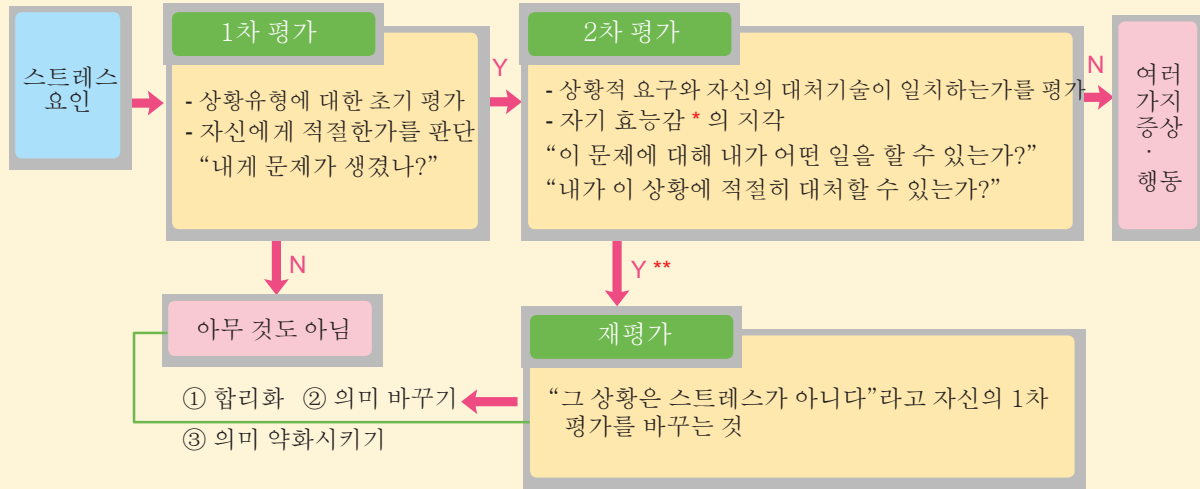 스트레스
요인
1차 평가
- 상황유형에 대한 초기 평가
- 자신에게 적절한가를 판단
“내게 문제가 생겼나?”
Y
2차 평가
- 상황적 요구와 자신의 대처기술이 일치하는가를 평가
- 자기 효능감 * 의 지각
“이 문제에 대해 내가 어떤 일을 할 수 있는가?”
“내가 이 상황에 적절히 대처할 수 있는가?”
N
여러
가지
증상
·
행동
N
아무 것도 아님
Y **
재평가
“그 상황은 스트레스가 아니다”라고 자신의 1차
평가를 바꾸는 것
① 합리화 ② 의미 바꾸기
③ 의미 약화시키기